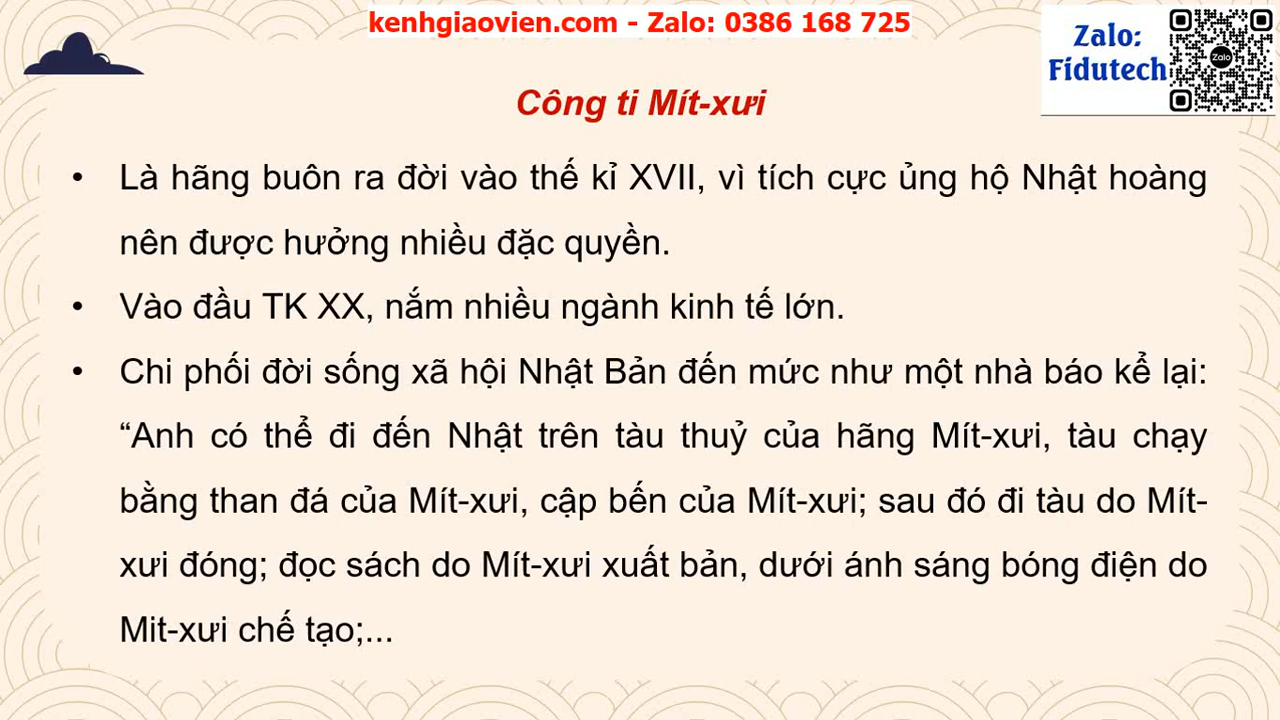 kenhgiaovien.com - Zalo: 0386 168 725
Zalo:
Fidutech
Zalo
Công ti Mít-xưi
• Là hãng buôn ra đời vào thế kỉ XVII, vì tích cực ủng hộ Nhật hoàng
nên được hưởng nhiều đặc quyền.
• Vào đầu TK XX, nắm nhiều ngành kinh tế lớn.
• Chi phối đời sống xã hội Nhật Bản đến mức như một nhà báo kể lại:
“Anh có thể đi đến Nhật trên tàu thuỷ của hãng Mít-xưi, tàu chạy
bằng than đá của Mít-xưi, cập bến của Mít-xưi; sau đó đi tàu do Mít-
xưi đóng; đọc sách do Mít-xưi xuất bản, dưới ánh sáng bóng điện do
Mit-xưi chế tạo;...